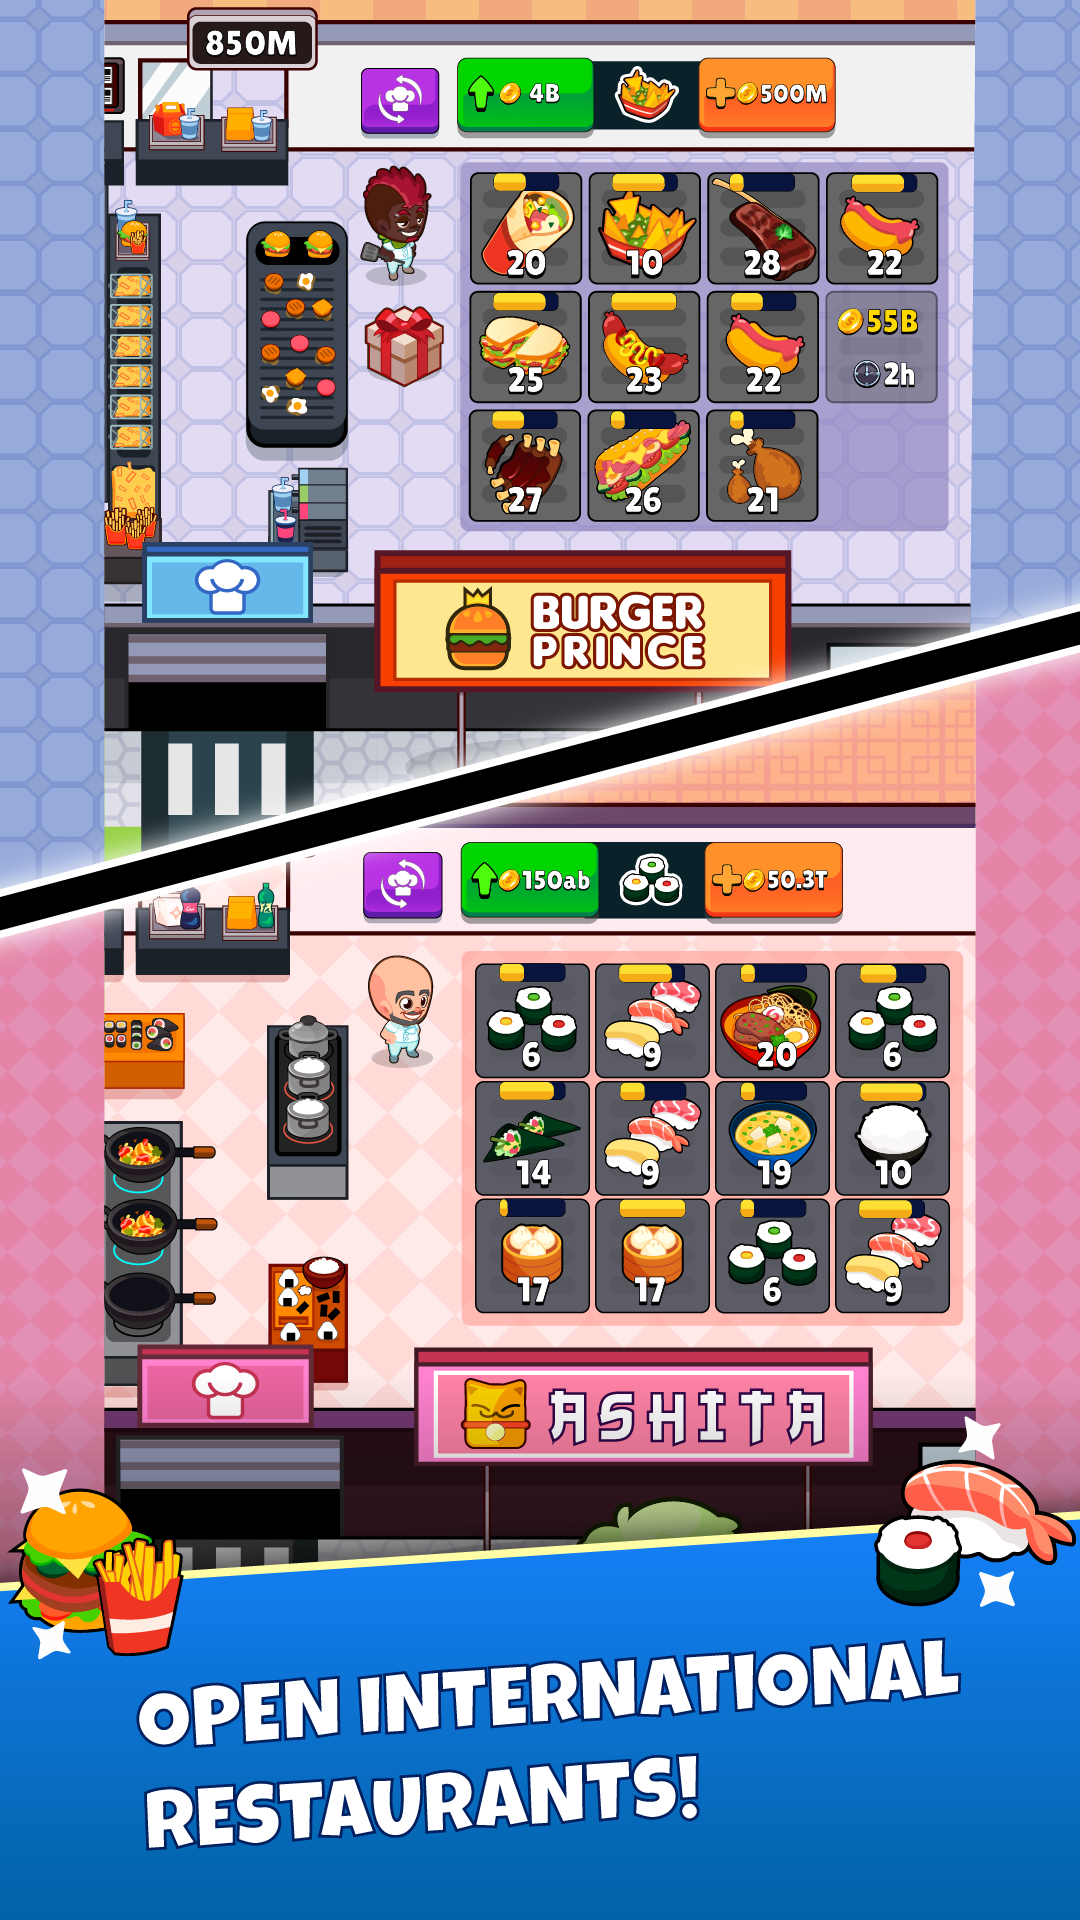 850M
4B
500M
20
10
28
22
25
23
22
55B
2h
27
26
21
BURGER
PRINCE
150ab
50.3T
6
9
20
6
14
9
19
10
17
17
6
9
ASHITA
OPEN INTERNATIONAL
RESTAURANTS!